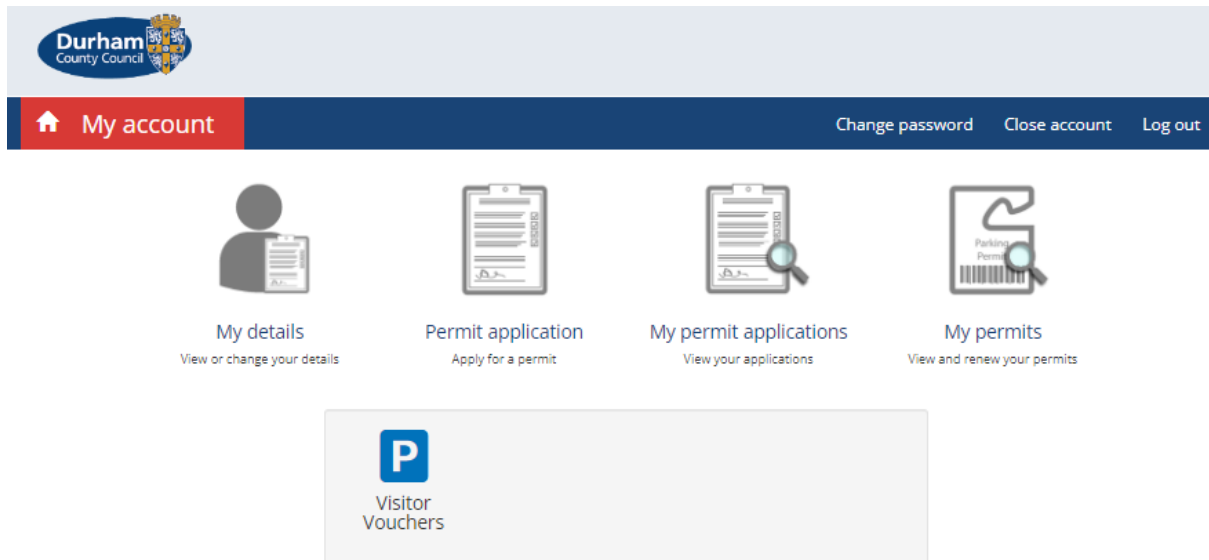 Durham
County Council
My account
Change password
Close account
Log out
Parking
Permit
My details
Permit application
My permit applications
My permits
View or change your details
Apply for a permit
View your applications
View and renew your permits
P
Visitor
Vouchers